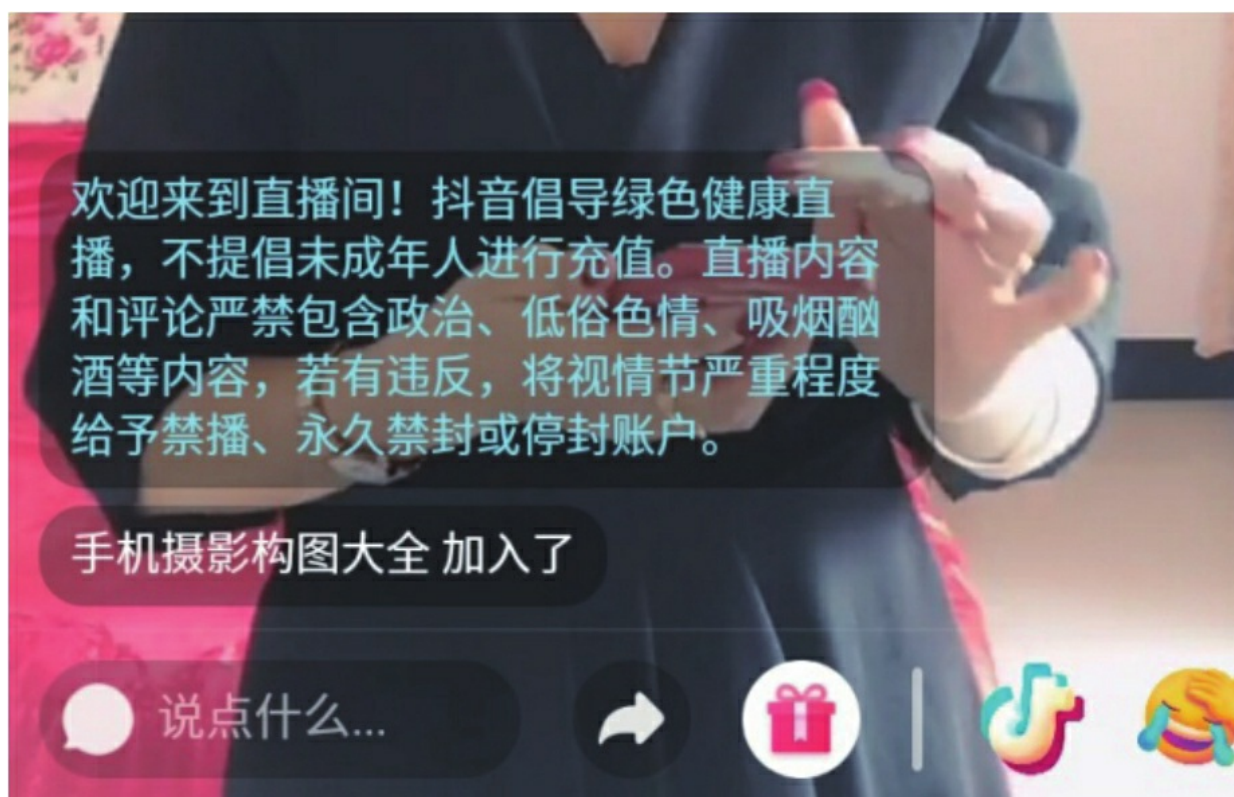 欢迎来到直播间！抖音倡导绿色健康直
播，不提倡未成年人进行充值。直播内容
和评论严禁包含政治、低俗色情、吸烟酗
酒等内容，若有违反，将视情节严重程度
给予禁播、永久禁封或停封账户。
手机摄影构图大全 加入了
说点什么...